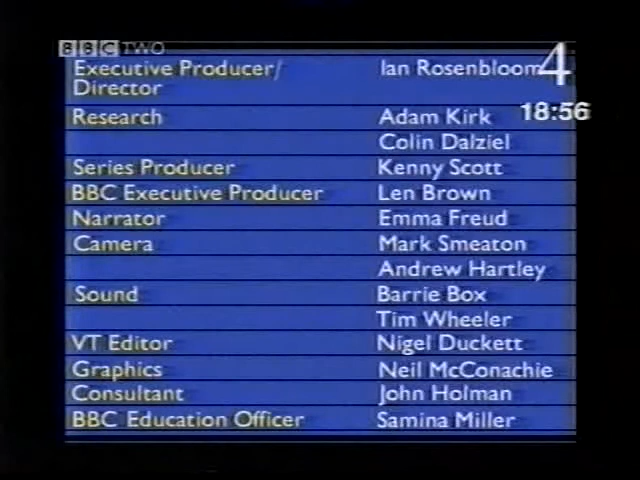 BBC TWO
4
18:56
Executive Producer/ Ian Rosenbloom
Director
Research Adam Kirk
Colin Dalziel
Series Producer Kenny Scott
BBC Executive Producer Len Brown
Narrator Emma Freud
Camera Mark Smeaton
Andrew Hartley
Sound Barrie Box
Tim Wheeler
VT Editor Nigel Duckett
Graphics Neil McConachie
Consultant John Holman
BBC Education Officer Samina Miller